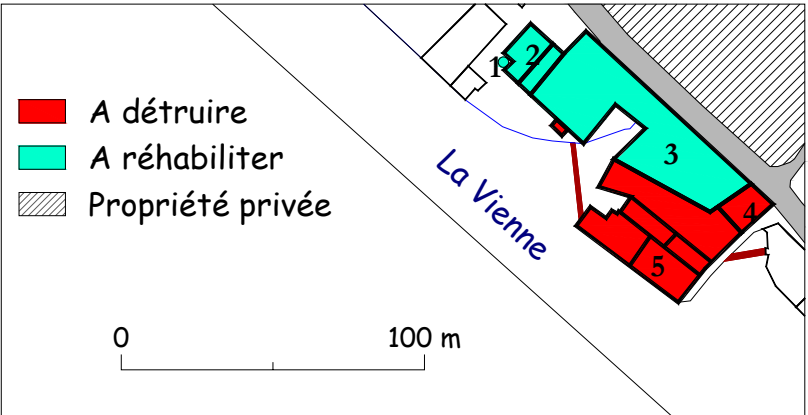 1
2
3
4
5
A détruire
A réhabiliter
Propriété privée
La Vienne
0
100 m